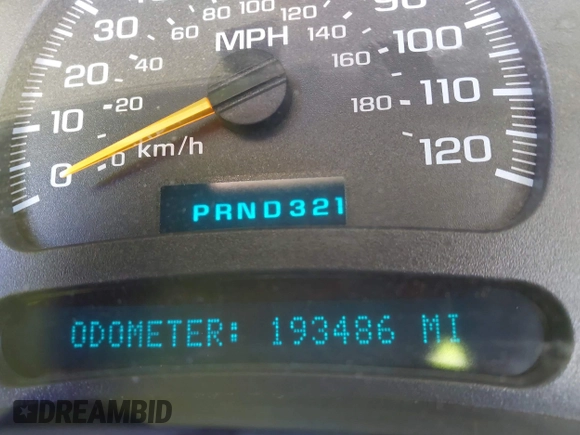 80 100 90
30 60 120
MPH 140 100
20 40 160
10 20 180 110
0 0 km/h 120
PRND321
ODOMETER: 193486 MI
DREAMBID